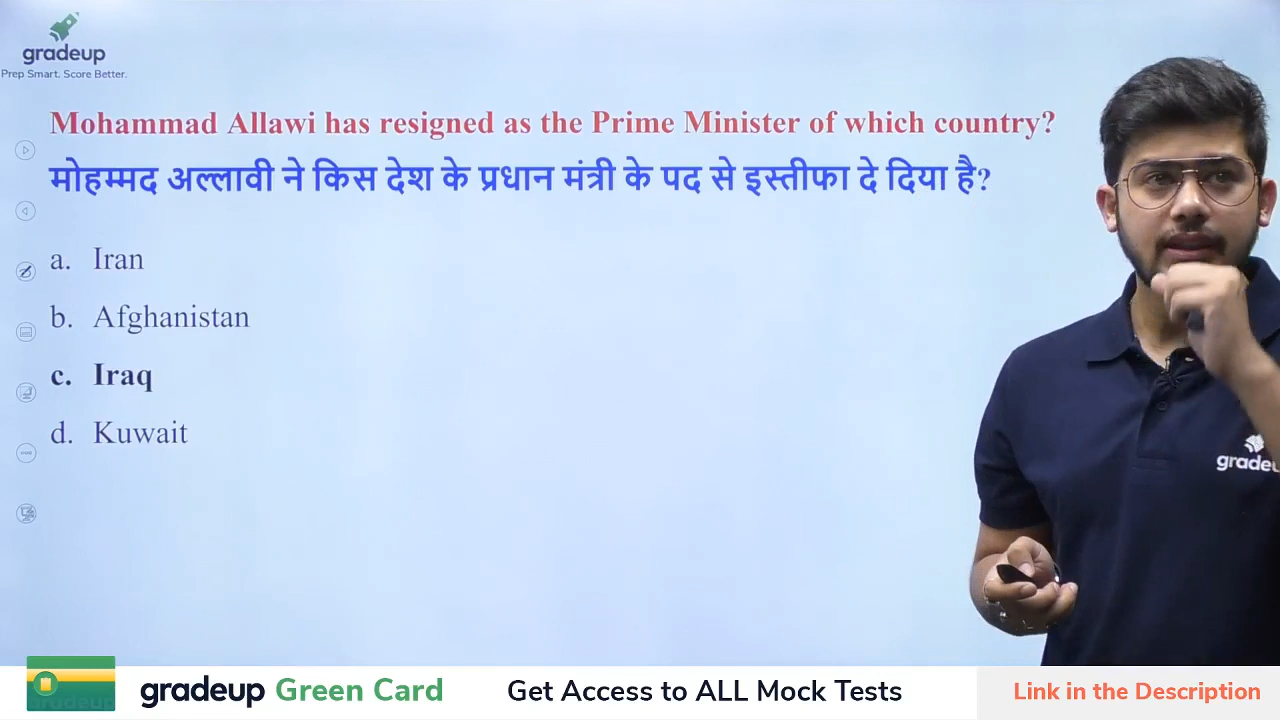 gradeup
Prep Smart. Score Better.
Mohammad Allawi has resigned as the Prime Minister of which country?
मोहम्मद अल्लावी ने किस देश के प्रधान मंत्री के पद से इस्तीफा दे दिया है?
a. Iran
b. Afghanistan
c. Iraq
d. Kuwait
gradeup
gradeup Green Card
Get Access to ALL Mock Tests
Link in the Description